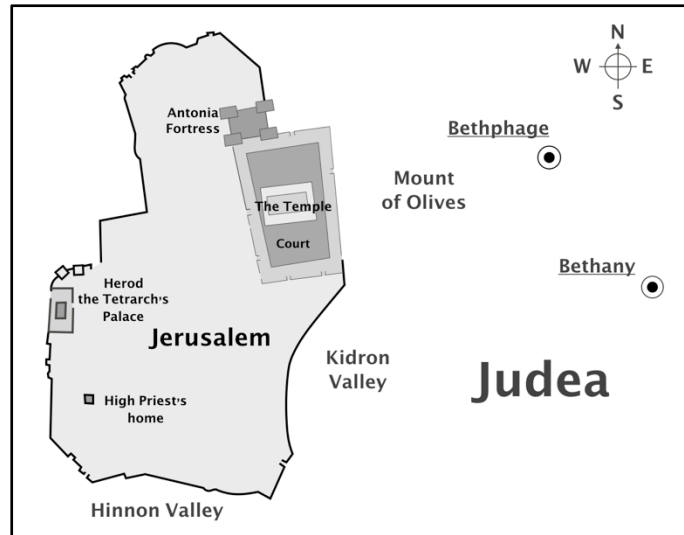 N
W E
S
Antonia
Fortress
Bethphage
Mount
of Olives
The Temple
Court
Bethany
Herod
the Tetrarch's
Palace
Jerusalem
Kidron
Valley
Judea
High Priest's
home
Hinnon Valley